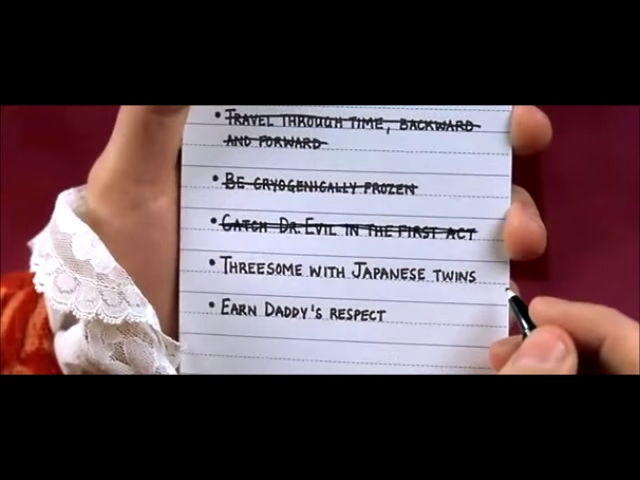 • TRAVEL THROUGH TIME, BACKWARD
AND FORWARD
• BE CRYOGENICALLY FROZEN
• CATCH DR. EVIL IN THE FIRST ACT
• THREESOME WITH JAPANESE TWINS
• EARN DADDY'S RESPECT